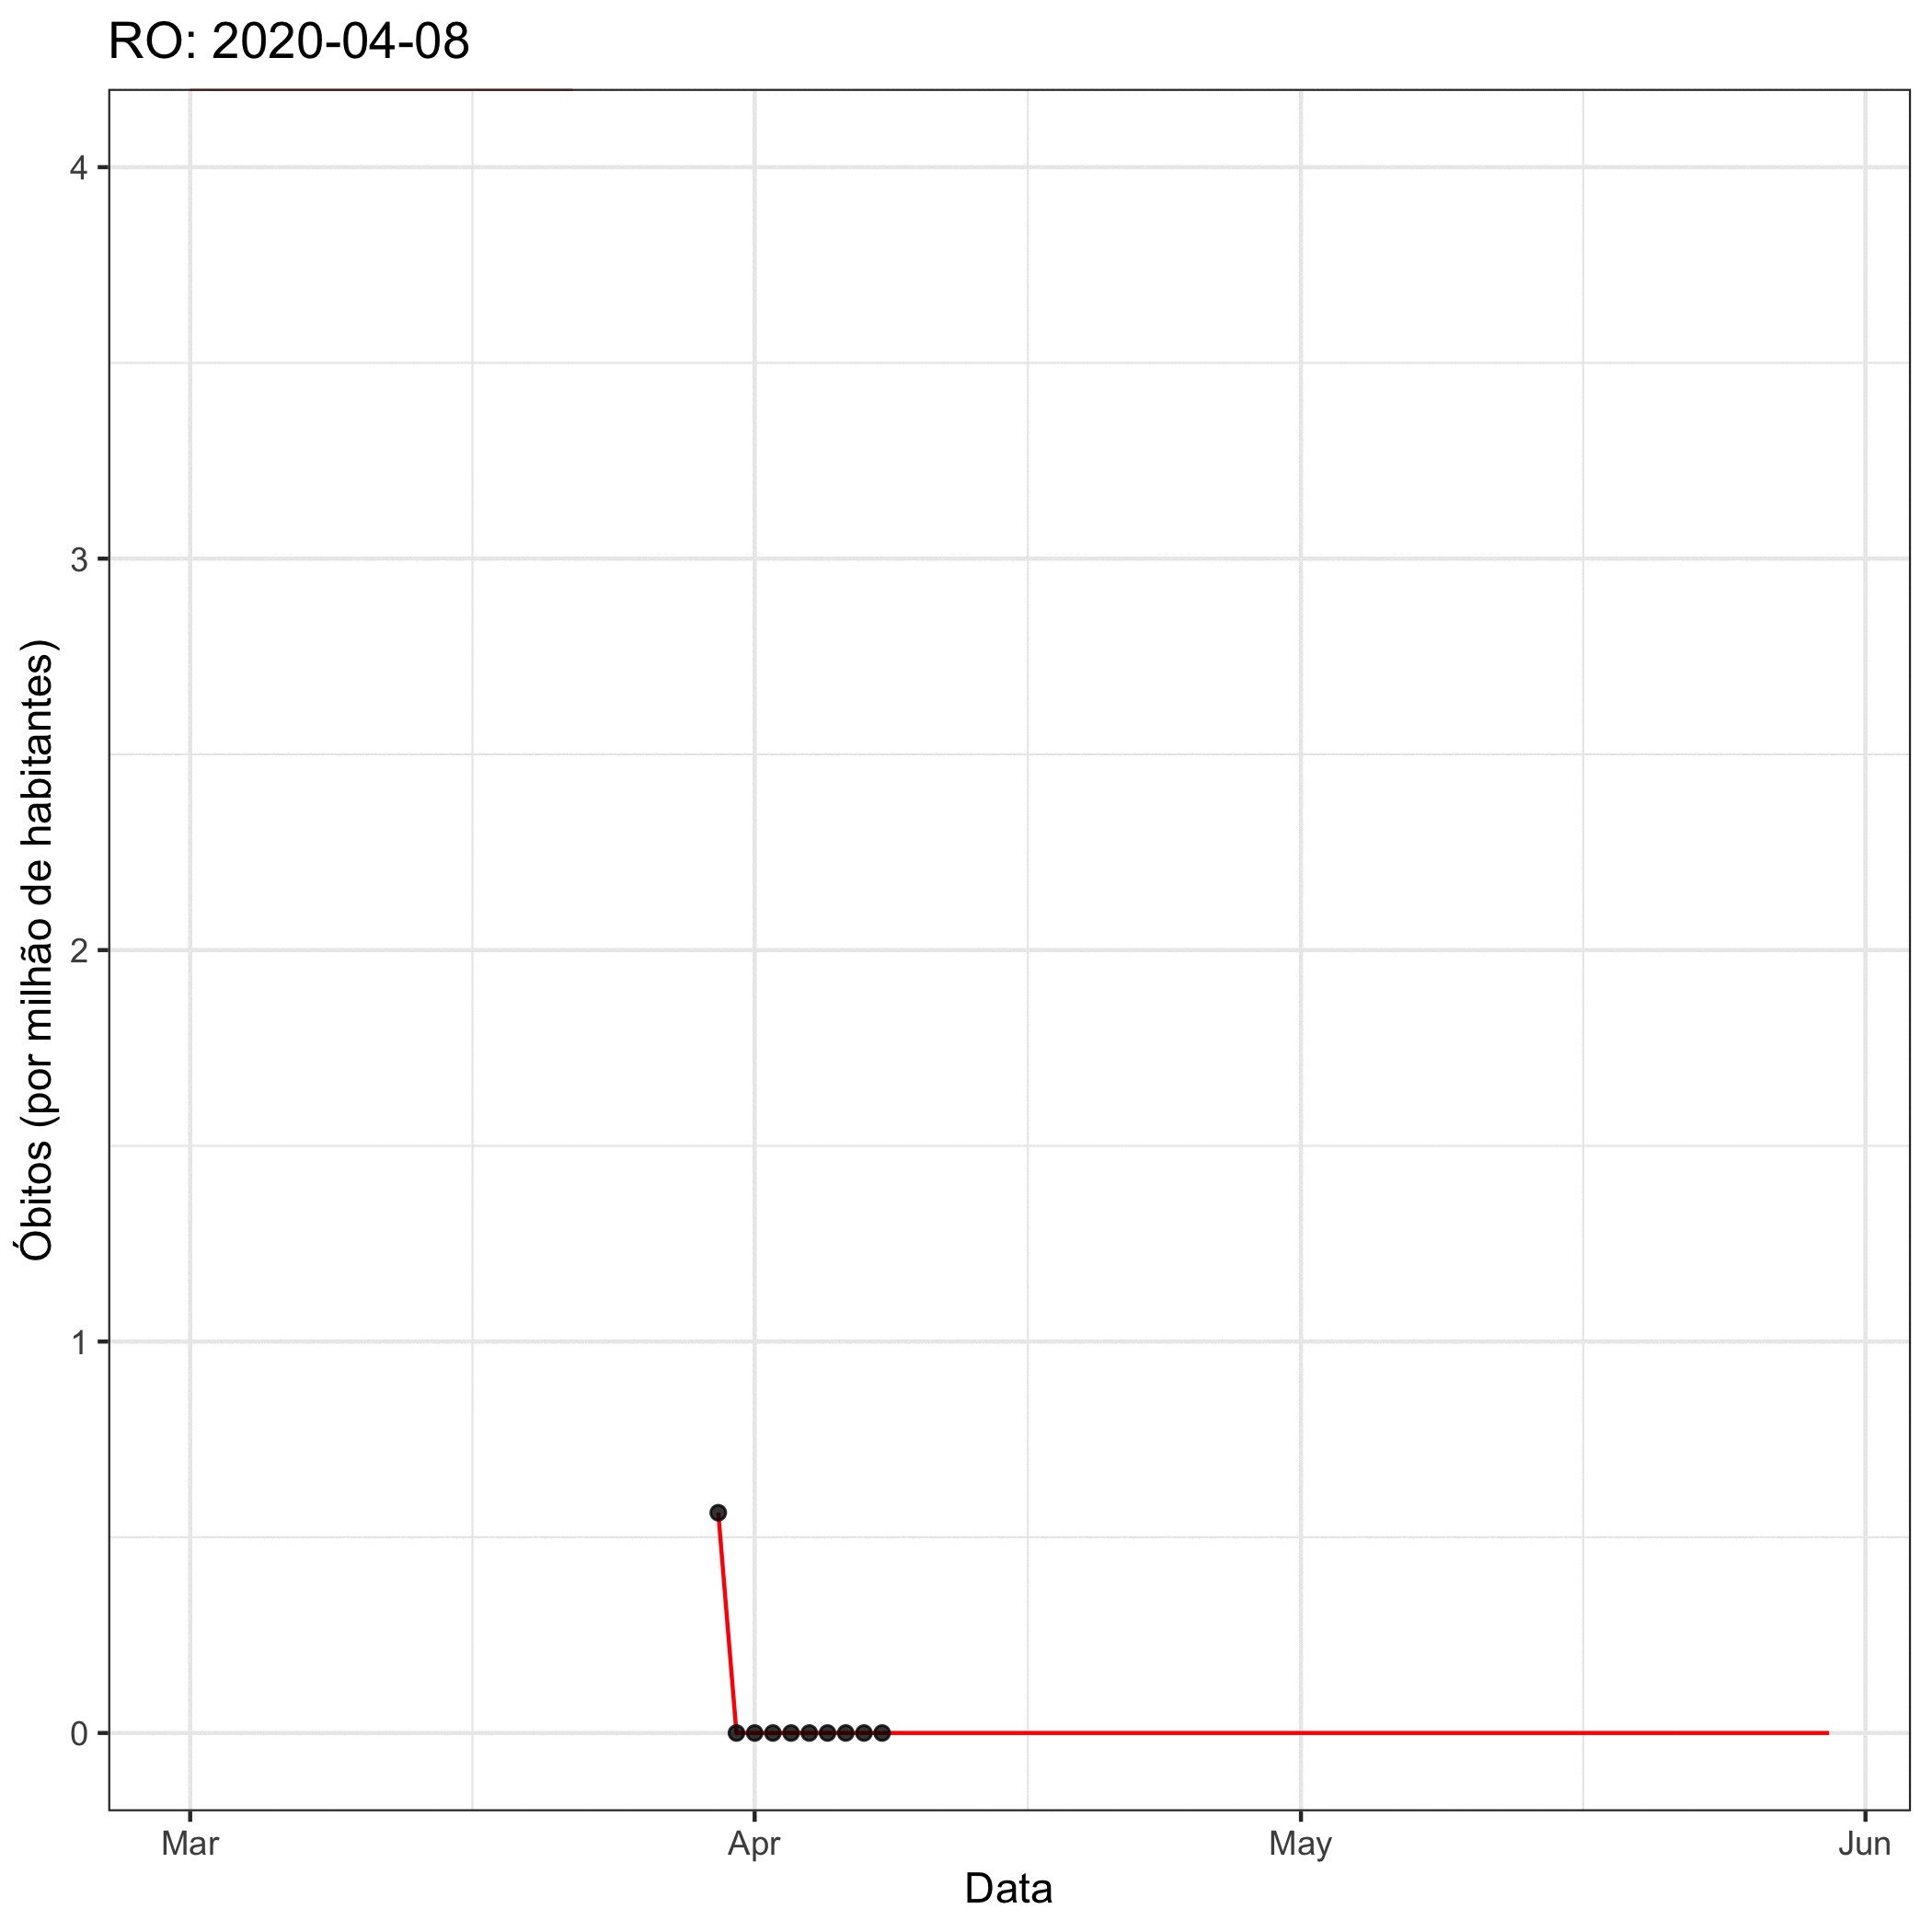 RO: 2020-04-08
Óbitos (por milhão de habitantes)
4
3
2
1
0
Mar Apr May Jun
Data